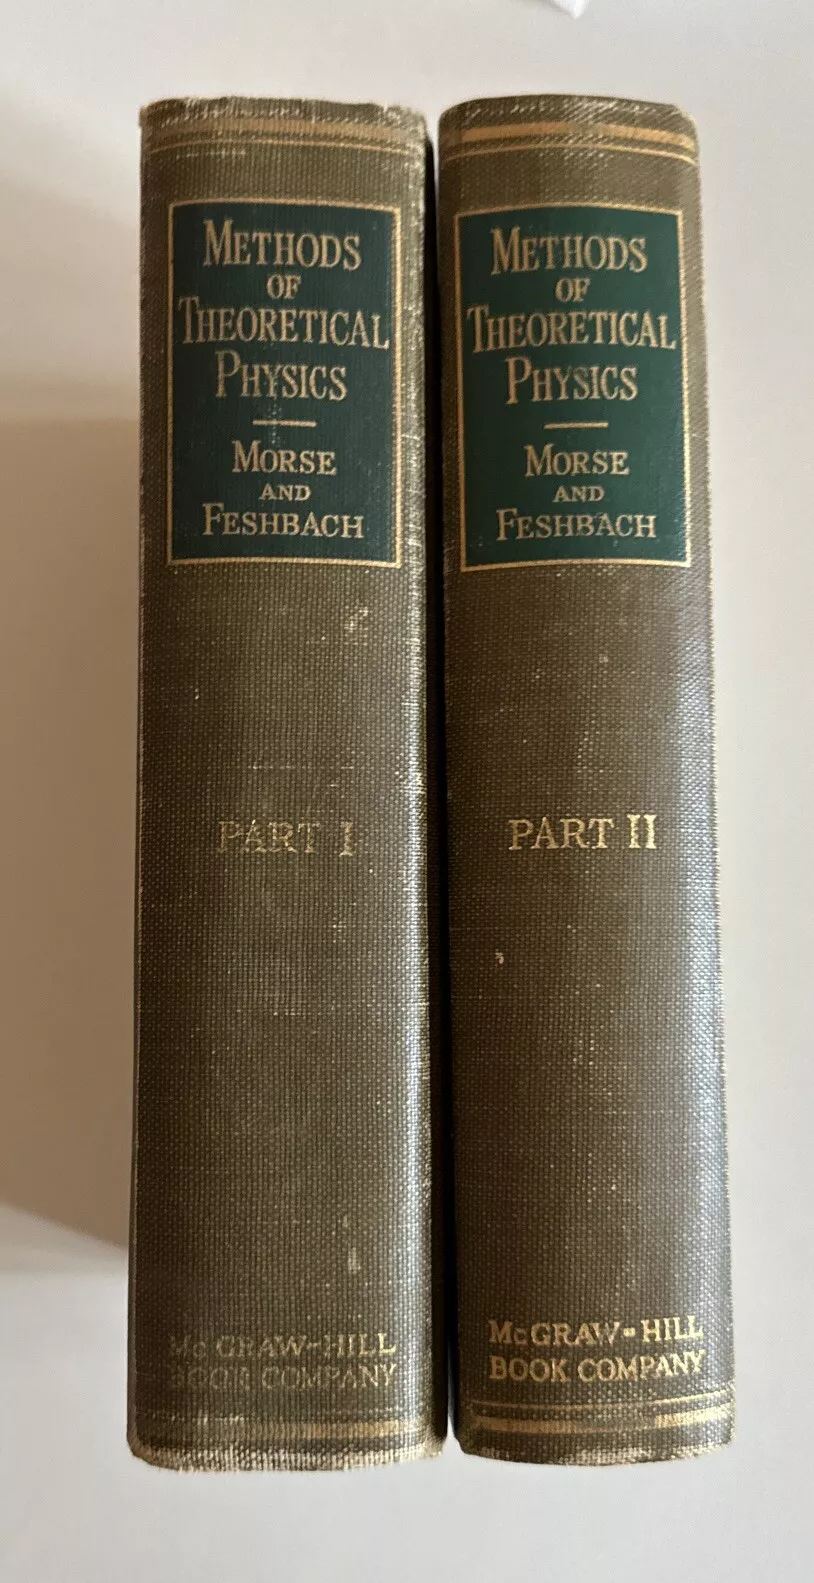 METHODS
OF
THEORETICAL
PHYSICS
MORSE
AND
FESHBACH
PART I
McGRAW-HILL
BOOK COMPANY
METHODS
OF
THEORETICAL
PHYSICS
MORSE
AND
FESHBACH
PART II
McGRAW-HILL
BOOK COMPANY